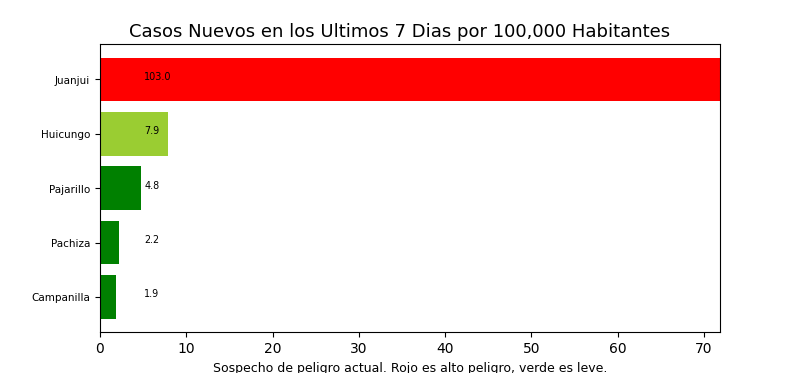 Casos Nuevos en los Ultimos 7 Dias por 100,000 Habitantes
Juanjui 103.0
Huicungo 7.9
Pajarillo 4.8
Pachiza 2.2
Campanilla 1.9
0 10 20 30 40 50 60 70
Sospecho de peligro actual. Rojo es alto peligro, verde es leve.